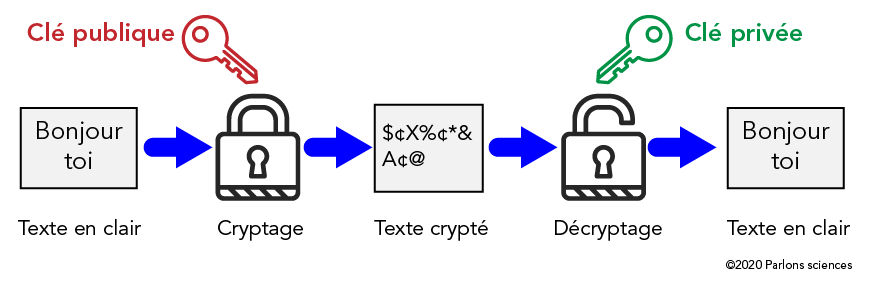 Clé publique
Clé privée
Bonjour
toi
$¢X%¢*&
A¢@
Bonjour
toi
Texte en clair
Cryptage
Texte crypté
Décryptage
Texte en clair
©2020 Parlons sciences